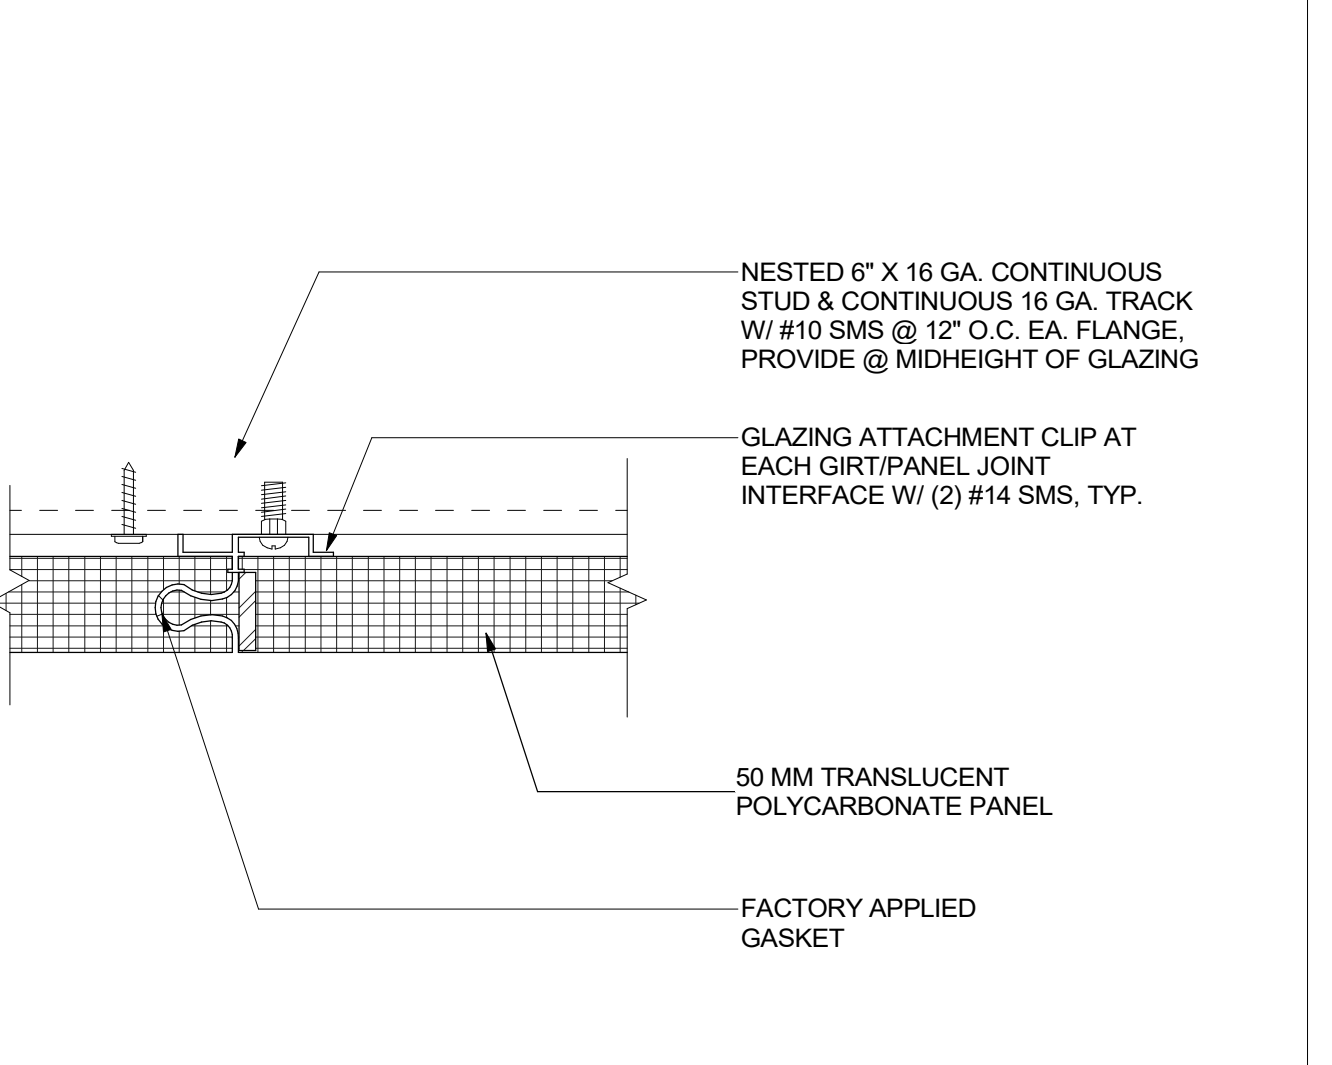 NESTED 6" X 16 GA. CONTINUOUS
STUD & CONTINUOUS 16 GA. TRACK
W/ #10 SMS @ 12" O.C. EA. FLANGE,
PROVIDE @ MIDHEIGHT OF GLAZING
GLAZING ATTACHMENT CLIP AT
EACH GIRT/PANEL JOINT
INTERFACE W/ (2) #14 SMS, TYP.
50 MM TRANSLUCENT
POLYCARBONATE PANEL
FACTORY APPLIED
GASKET